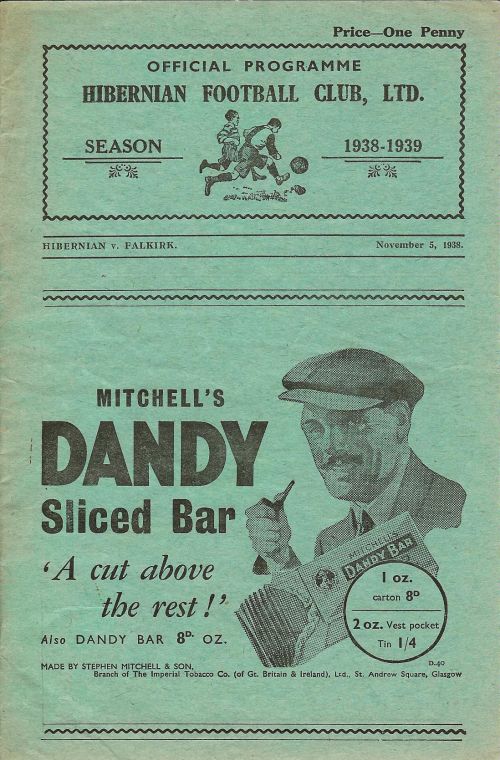 Price—One Penny
OFFICIAL PROGRAMME
HIBERNIAN FOOTBALL CLUB, LTD.
SEASON 1938-1939
HIBERNIAN v. FALKIRK. November 5, 1938.
MITCHELL'S
DANDY
Sliced Bar
'A cut above
the rest!'
Also DANDY BAR 8D. OZ.
MITCHELL'S
DANDY BAR
1 oz.
carton 8D
2 oz. Vest pocket
Tin 1/4
D.40
MADE BY STEPHEN MITCHELL & SON,
Branch of The Imperial Tobacco Co. (of Gt. Britain & Ireland), Ltd., St. Andrew Square, Glasgow